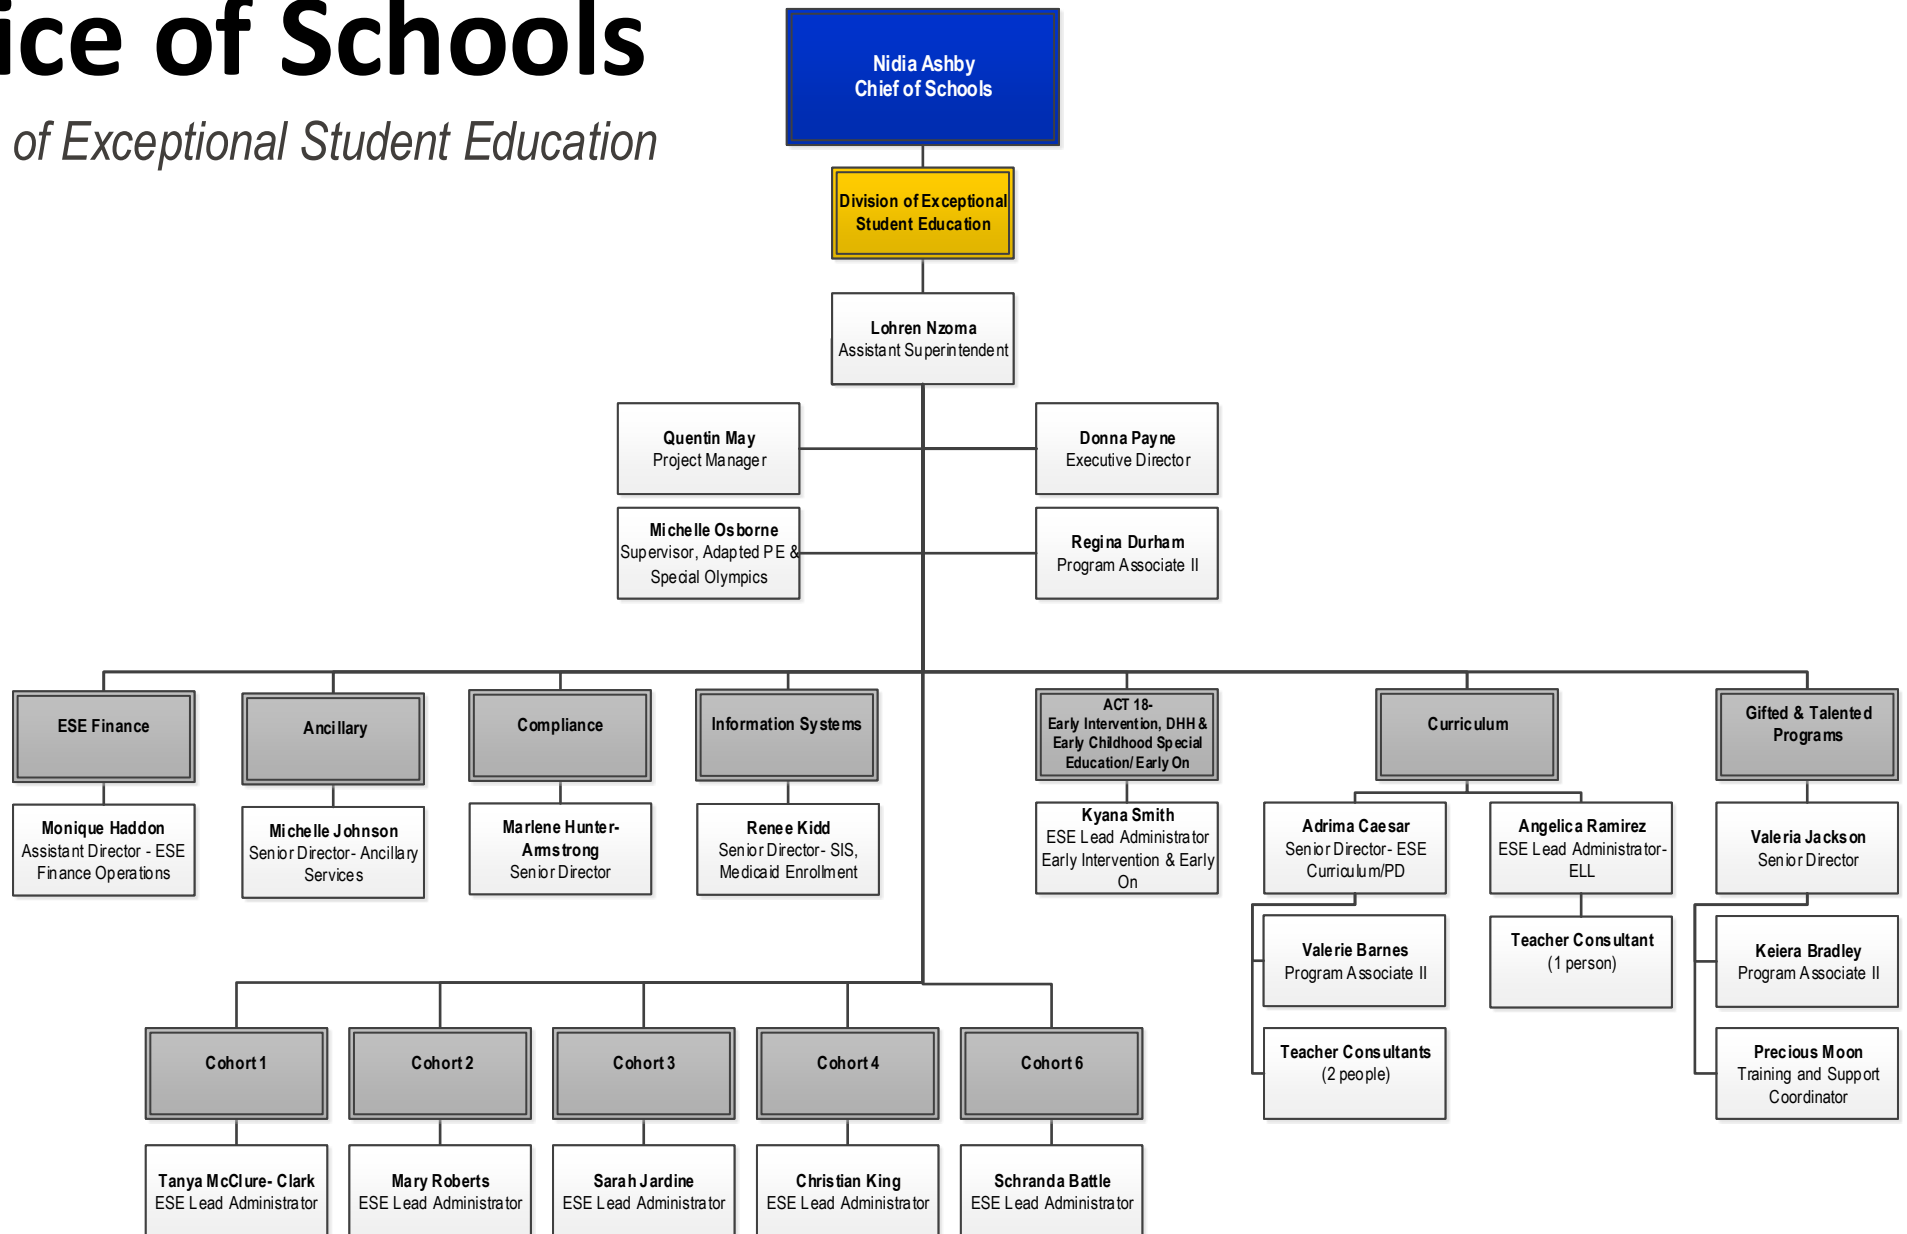 ice of Schools
of Exceptional Student Education
Nidia Ashby
Chief of Schools
Division of Exceptional
Student Education
Lohren Nzoma
Assistant Superintendent
Quentin May
Project Manager
Donna Payne
Executive Director
Michelle Osborne
Supervisor, Adapted PE &
Special Olympics
Regina Durham
Program Associate II
ESE Finance
Ancillary
Compliance
Information Systems
ACT 18-
Early Intervention, DHH &
Early Childhood Special
Education/ Early On
Curriculum
Gifted & Talented
Programs
Monique Haddon
Assistant Director - ESE
Finance Operations
Michelle Johnson
Senior Director- Ancillary
Services
Marlene Hunter-
Armstrong
Senior Director
Renee Kidd
Senior Director- SIS,
Medicaid Enrollment
Kyana Smith
ESE Lead Administrator
Early Intervention & Early
On
Adrima Caesar
Senior Director- ESE
Curriculum/PD
Angelica Ramirez
ESE Lead Administrator-
ELL
Valeria Jackson
Senior Director
Valerie Barnes
Program Associate II
Teacher Consultant
(1 person)
Keiera Bradley
Program Associate II
Teacher Consultants
(2 people)
Precious Moon
Training and Support
Coordinator
Cohort 1
Cohort 2
Cohort 3
Cohort 4
Cohort 6
Tanya McClure- Clark
ESE Lead Administrator
Mary Roberts
ESE Lead Administrator
Sarah Jardine
ESE Lead Administrator
Christian King
ESE Lead Administrator
Schranda Battle
ESE Lead Administrator